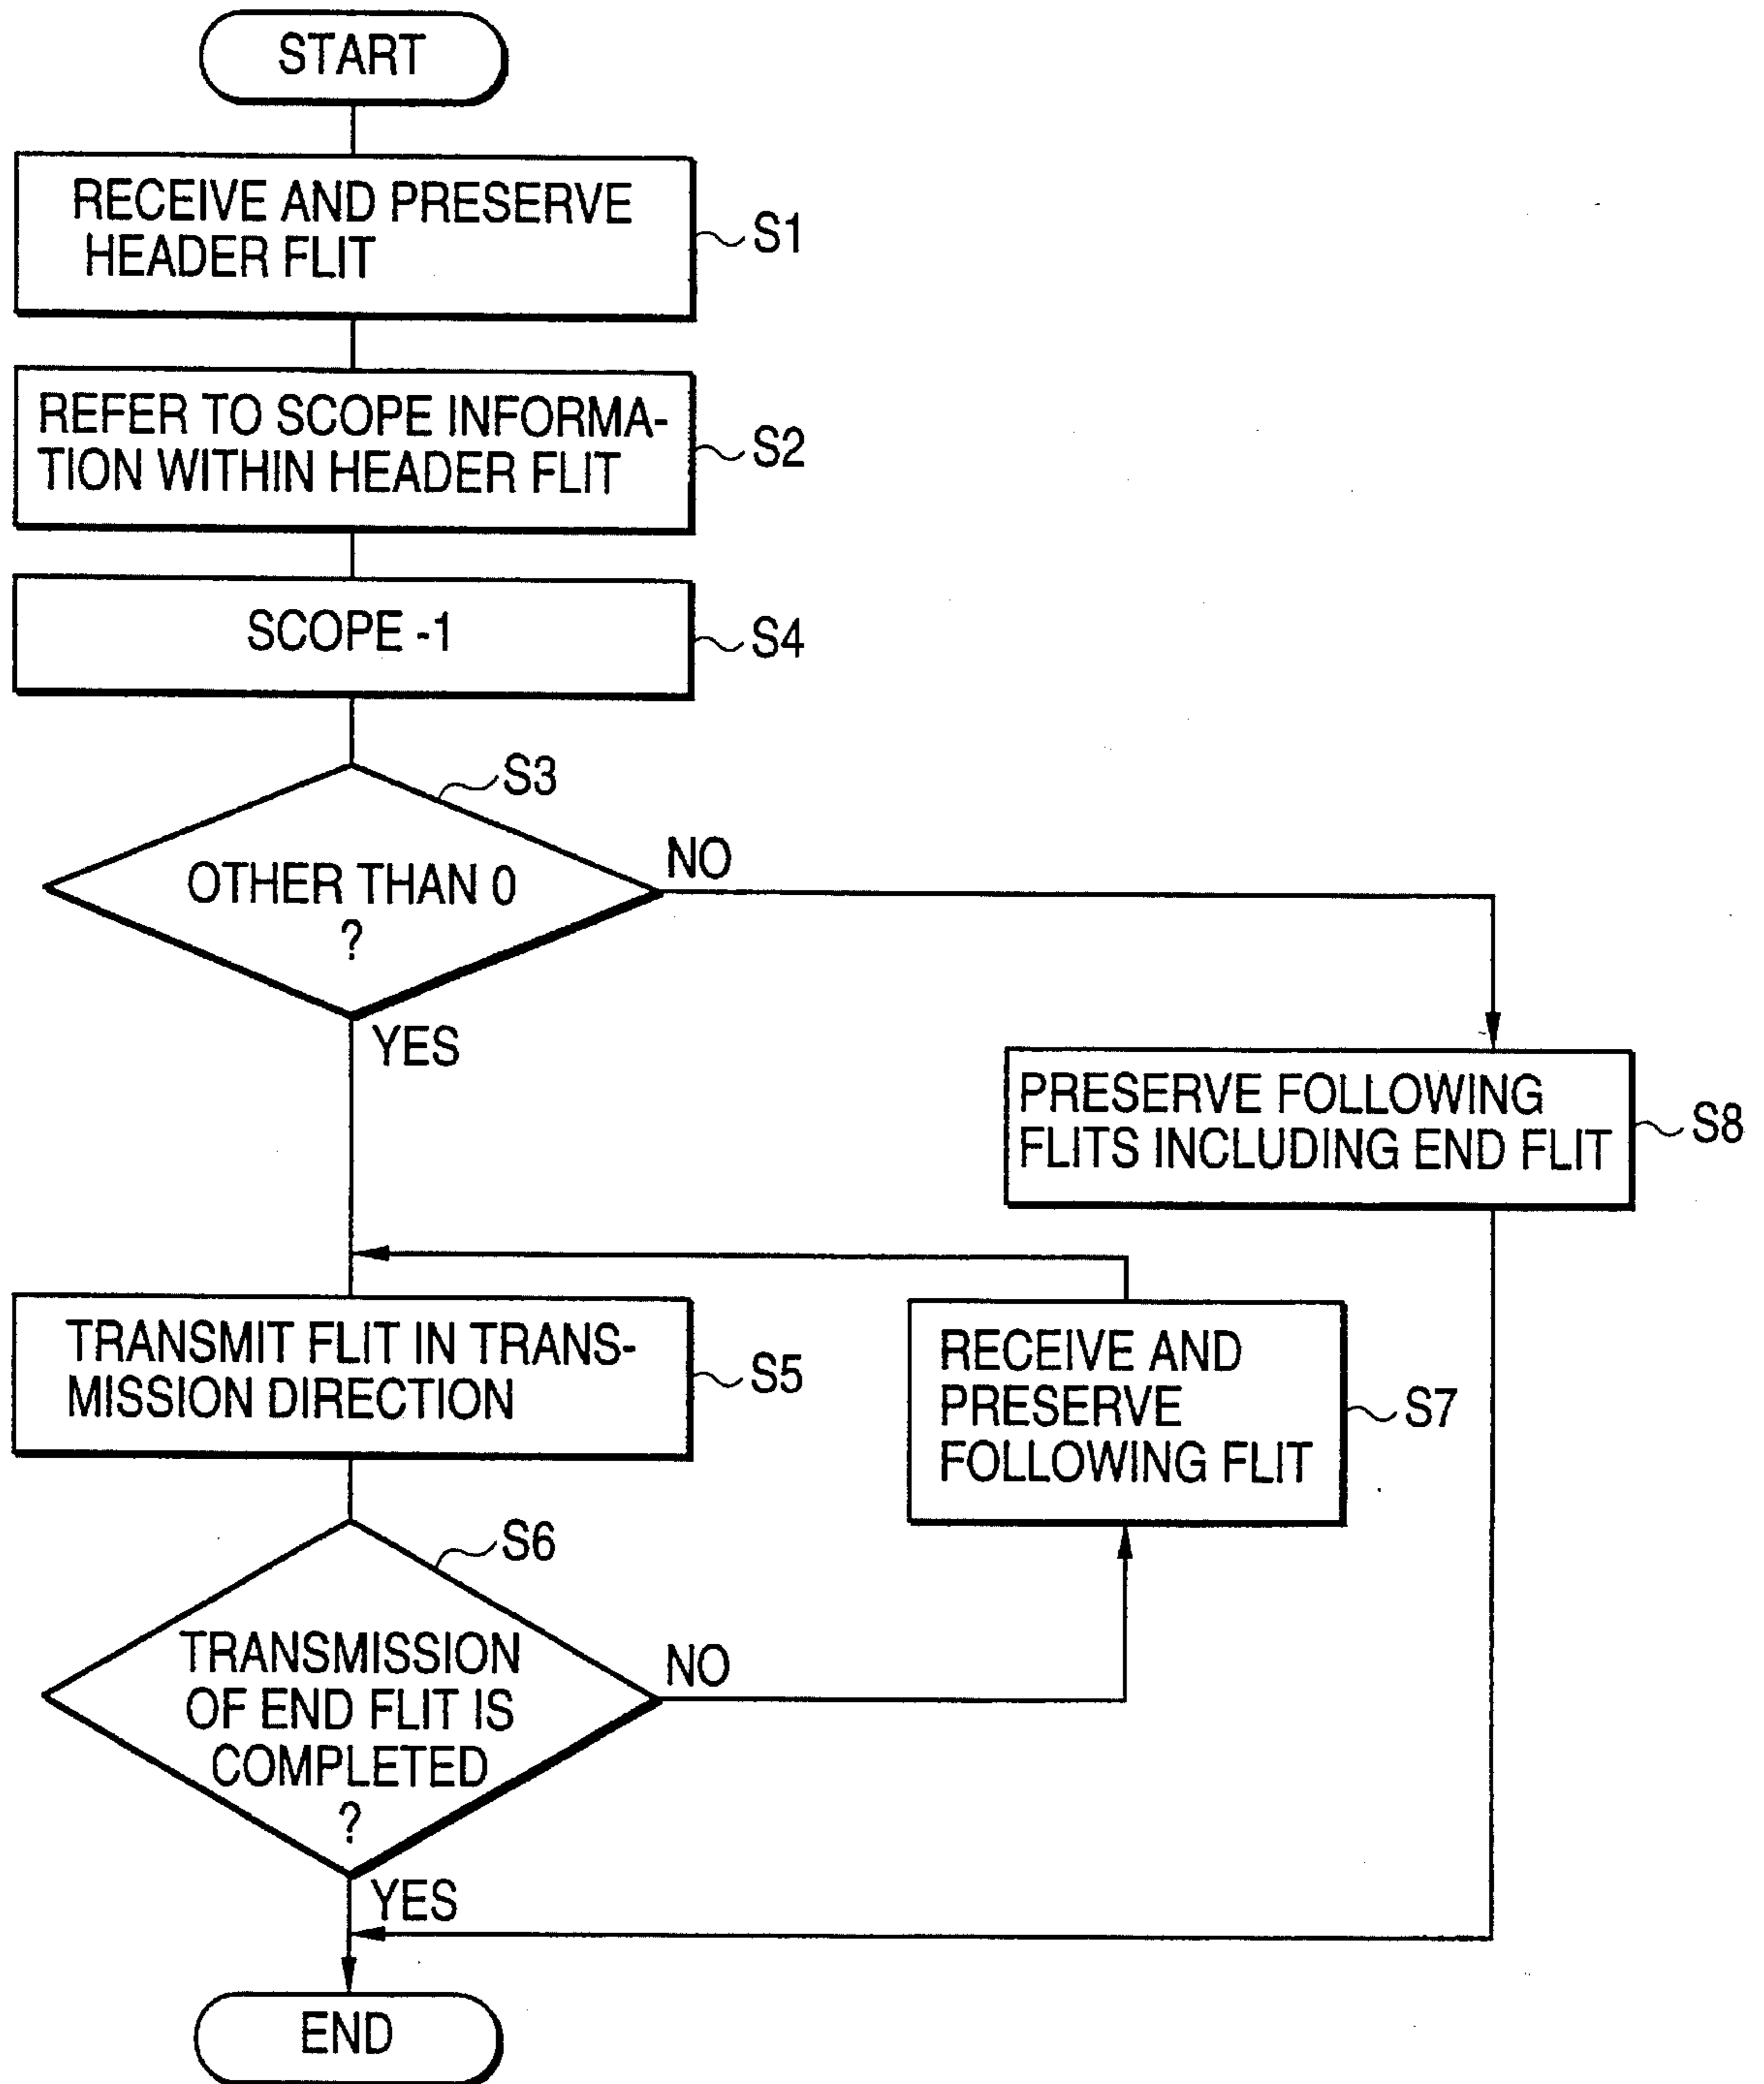 START
RECEIVE AND PRESERVE
HEADER FLIT
S1
REFER TO SCOPE INFORMA-
TION WITHIN HEADER FLIT
S2
SCOPE -1
S4
S3
OTHER THAN 0
?
NO
YES
PRESERVE FOLLOWING
FLITS INCLUDING END FLIT
S8
TRANSMIT FLIT IN TRANS-
MISSION DIRECTION
S5
RECEIVE AND
PRESERVE
FOLLOWING FLIT
S7
S6
TRANSMISSION
OF END FLIT IS
COMPLETED
?
NO
YES
END